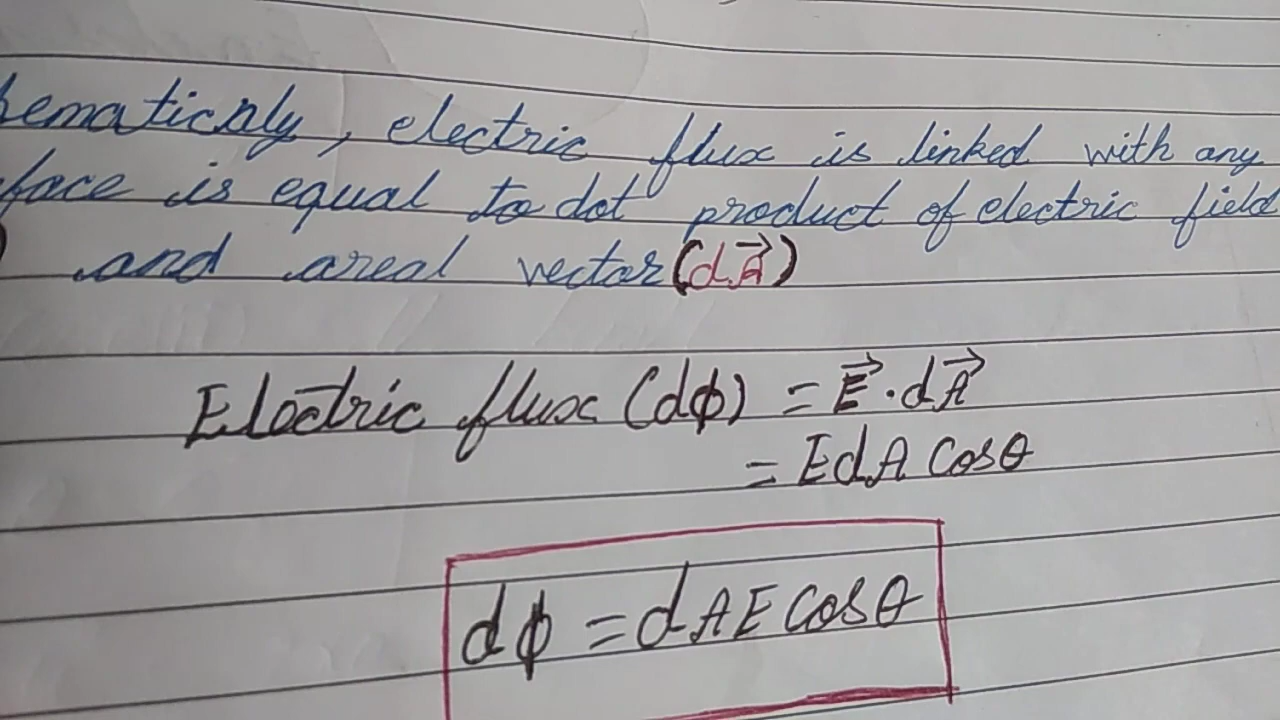 hematically, electric flux is linked with any
face is equal to dot product of electric field
) and areal vector (dA⃗)
Electric flux (dϕ) = E⃗·dA⃗
= EdA Cosθ
dϕ = dAE Cosθ